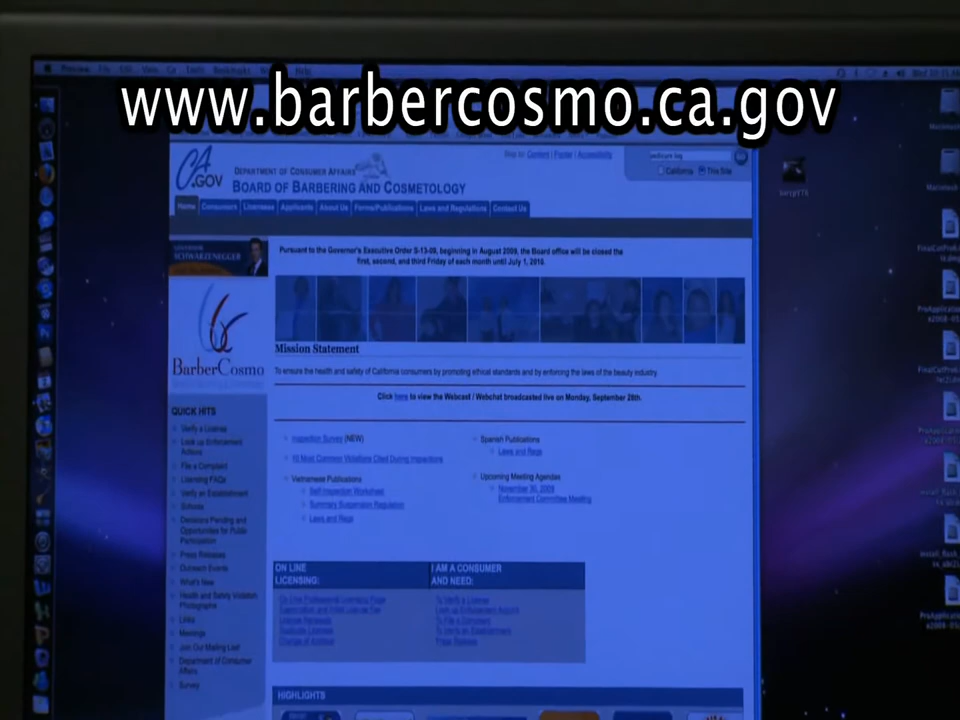 www.barbercosmo.ca.gov
CA
.GOV
DEPARTMENT OF CONSUMER AFFAIRS
BOARD OF BARBERING AND COSMETOLOGY
Skip to: Content | Footer | Accessibility
California This Site
Home Consumers Licensees Applicants About Us Forms/Publications Laws and Regulations Contact Us
GOVERNOR
SCHWARZENEGGER
Pursuant to the Governor's Executive Order S-13-09, beginning in August 2009, the Board office will be closed the
first, second, and third Friday of each month until July 1, 2010.
BARBERCOSMO
Mission Statement
To ensure the health and safety of California consumers by promoting ethical standards and by enforcing the laws of the beauty industry.
Click here to view the Webcast / Webchat broadcasted live on Monday, September 28th.
QUICK HITS
Verify a License
Look up Enforcement
Actions
File a Complaint
Licensing FAQs
Verify an Establishment
Schools
Decisions Pending and
Opportunities for Public
Participation
Press Releases
Outreach Events
What's New
Health and Safety Violation
Photographs
Links
Meetings
Join Our Mailing List!
Department of Consumer
Affairs
Survey
Inspection Survey (NEW)
10 Most Common Violations Cited During Inspections
Vietnamese Publications
Self-Inspection Worksheet
Summary Suspension Regulation
Laws and Regs
Spanish Publications
Laws and Regs
Upcoming Meeting Agendas
November 30, 2009
Enforcement Committee Meeting
ON LINE
LICENSING:
On Line Professional Licensing Page
License Renewals
Duplicate Licenses
Change of Address
I AM A CONSUMER
AND NEED:
To Verify a License
Look up Enforcement Actions
To File a Complaint
To Verify an Establishment
Press Releases
HIGHLIGHTS